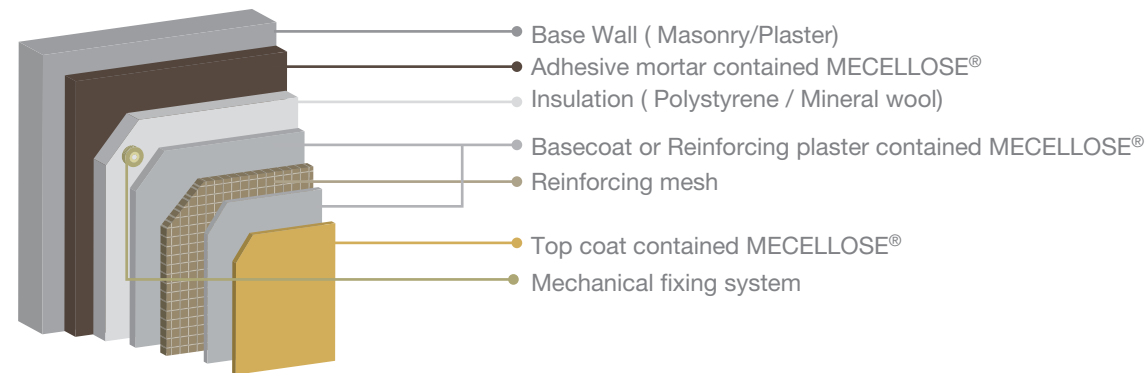 Base Wall ( Masonry/Plaster)
Adhesive mortar contained MECELLOSE®
Insulation ( Polystyrene / Mineral wool)
Basecoat or Reinforcing plaster contained MECELLOSE®
Reinforcing mesh
Top coat contained MECELLOSE®
Mechanical fixing system